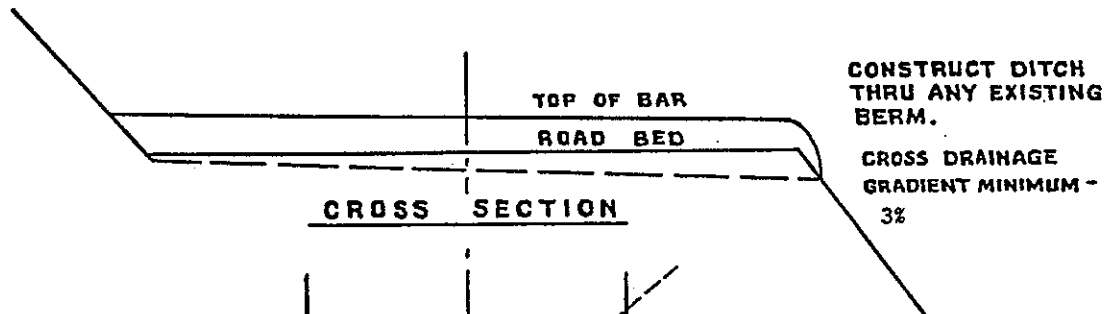 TOP OF BAR
ROAD BED
CROSS SECTION
CONSTRUCT DITCH
THRU ANY EXISTING
BERM.
CROSS DRAINAGE
GRADIENT MINIMUM -
3%